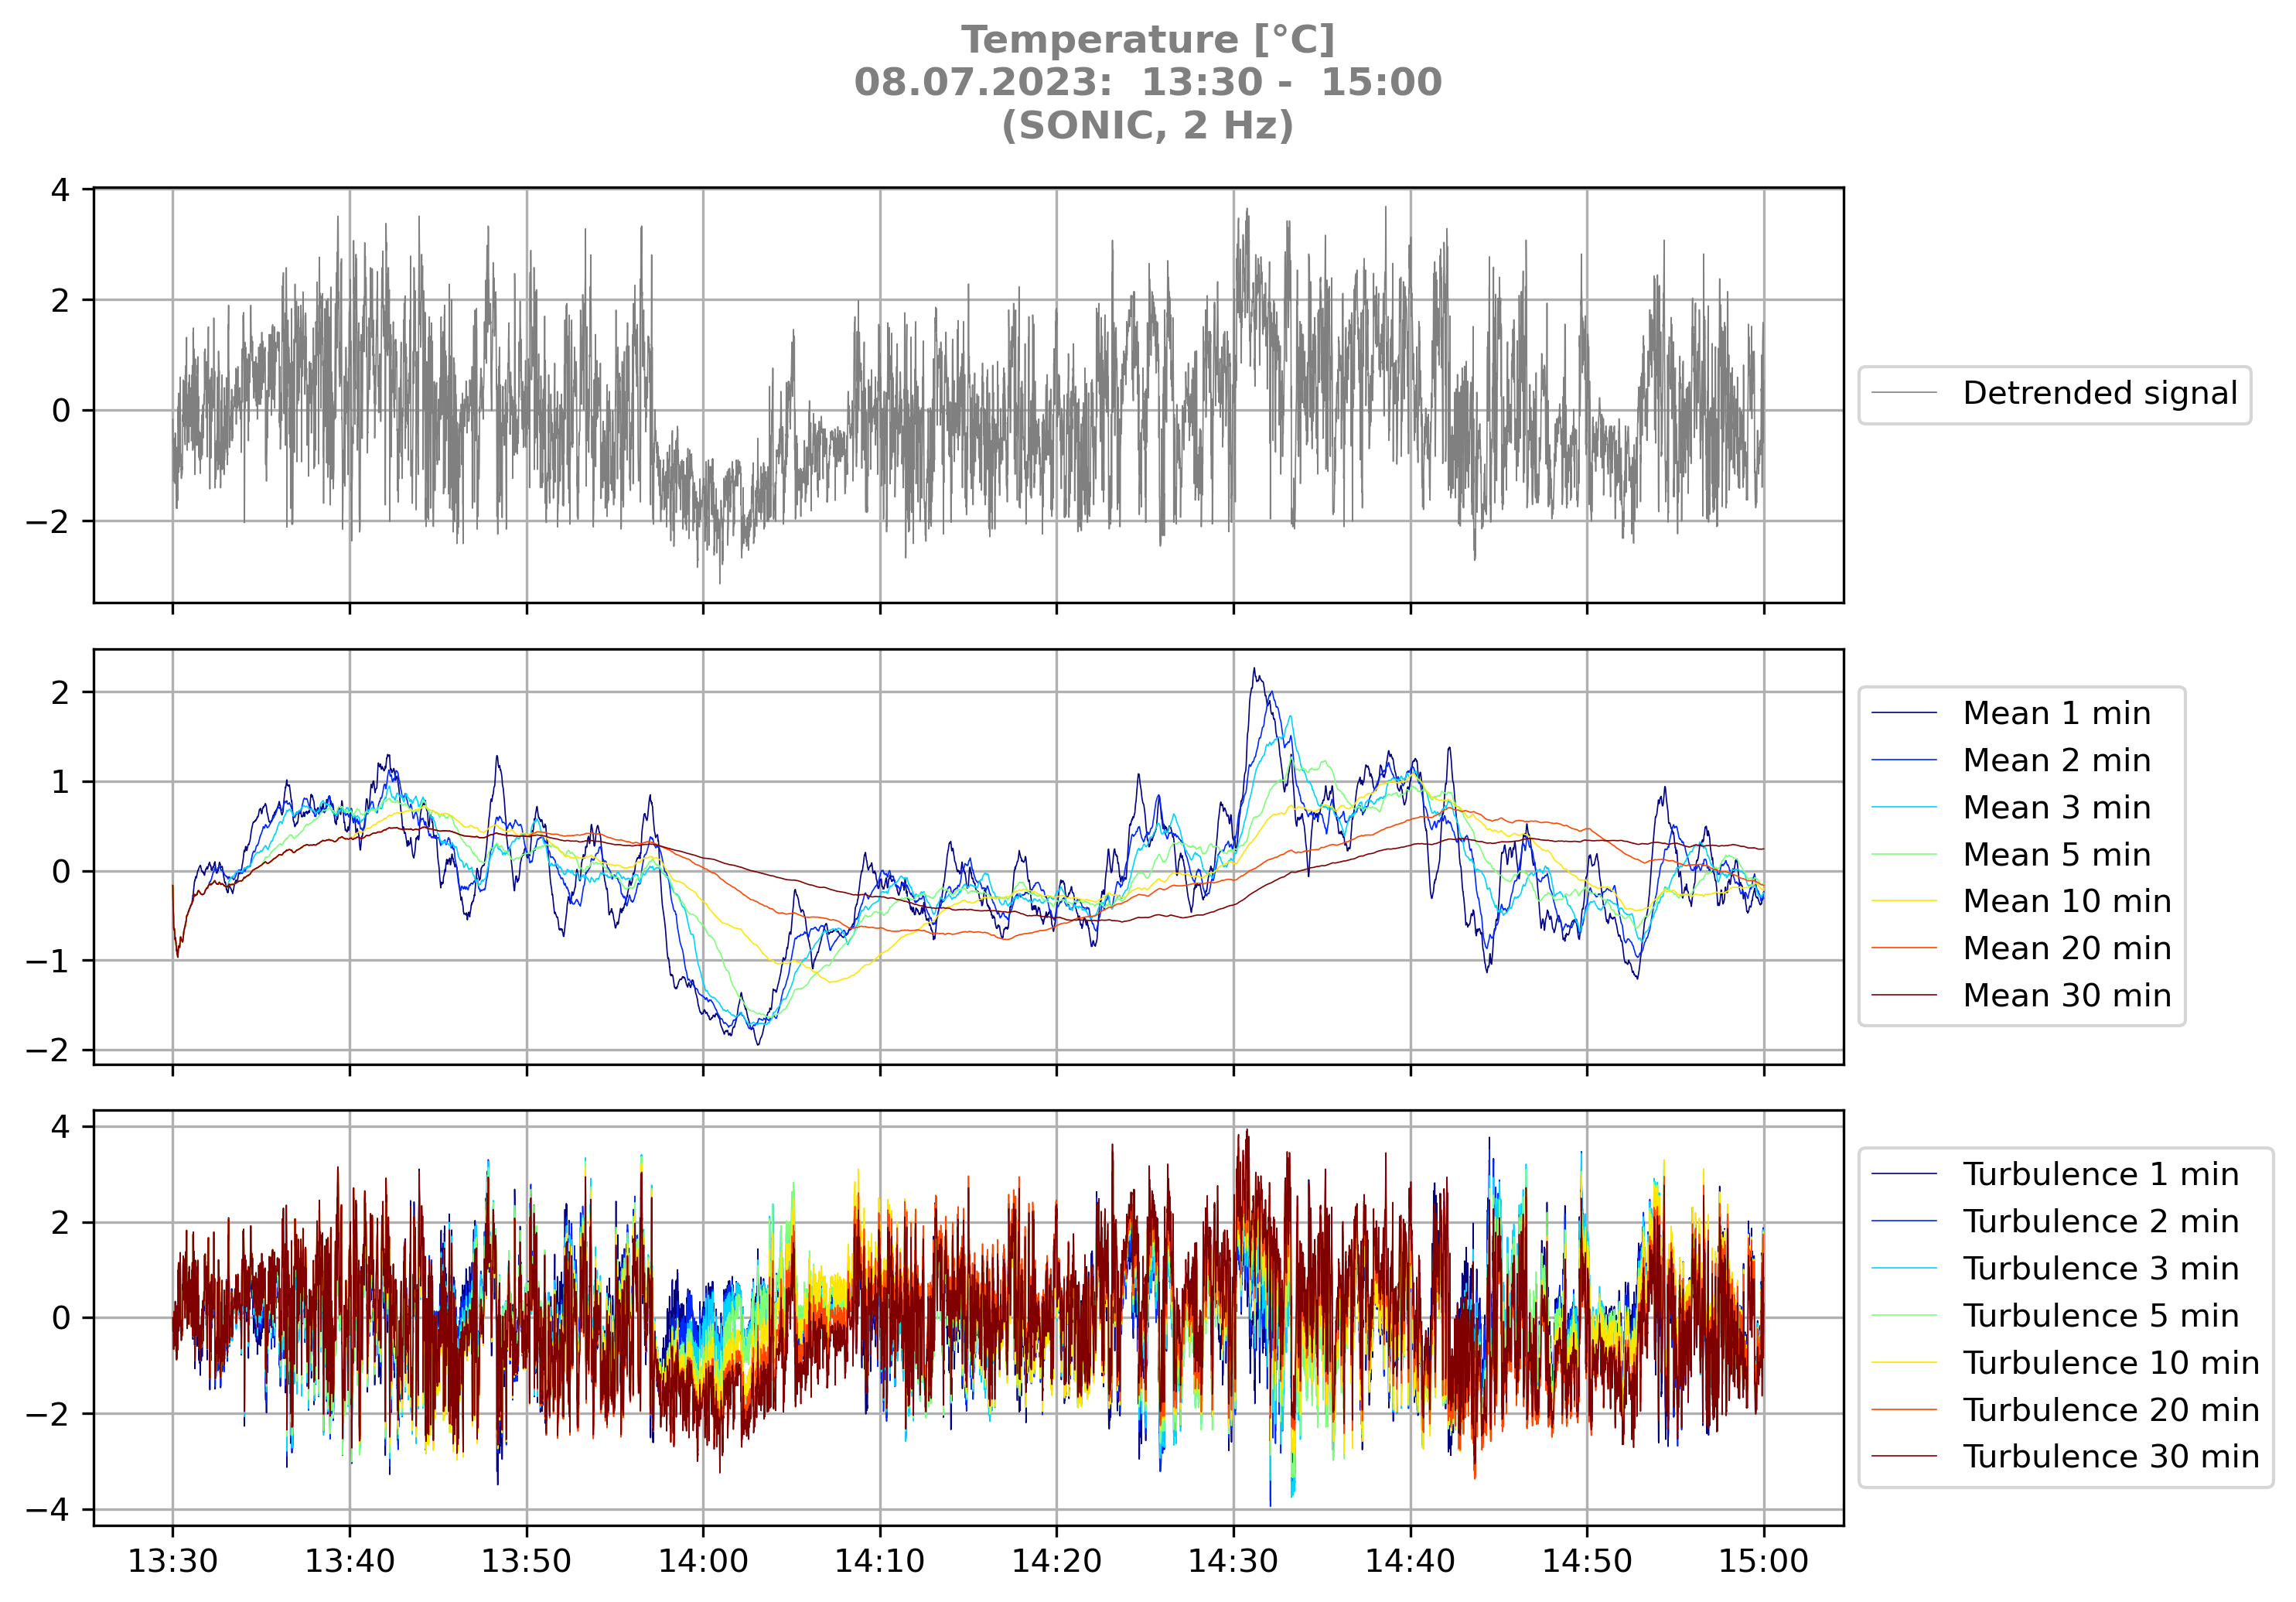 Temperature [°C]
08.07.2023:  13:30 -  15:00
(SONIC, 2 Hz)
4
2
0
−2
Detrended signal
2
1
0
−1
−2
Mean 1 min
Mean 2 min
Mean 3 min
Mean 5 min
Mean 10 min
Mean 20 min
Mean 30 min
4
2
0
−2
−4
Turbulence 1 min
Turbulence 2 min
Turbulence 3 min
Turbulence 5 min
Turbulence 10 min
Turbulence 20 min
Turbulence 30 min
13:30 13:40 13:50 14:00 14:10 14:20 14:30 14:40 14:50 15:00